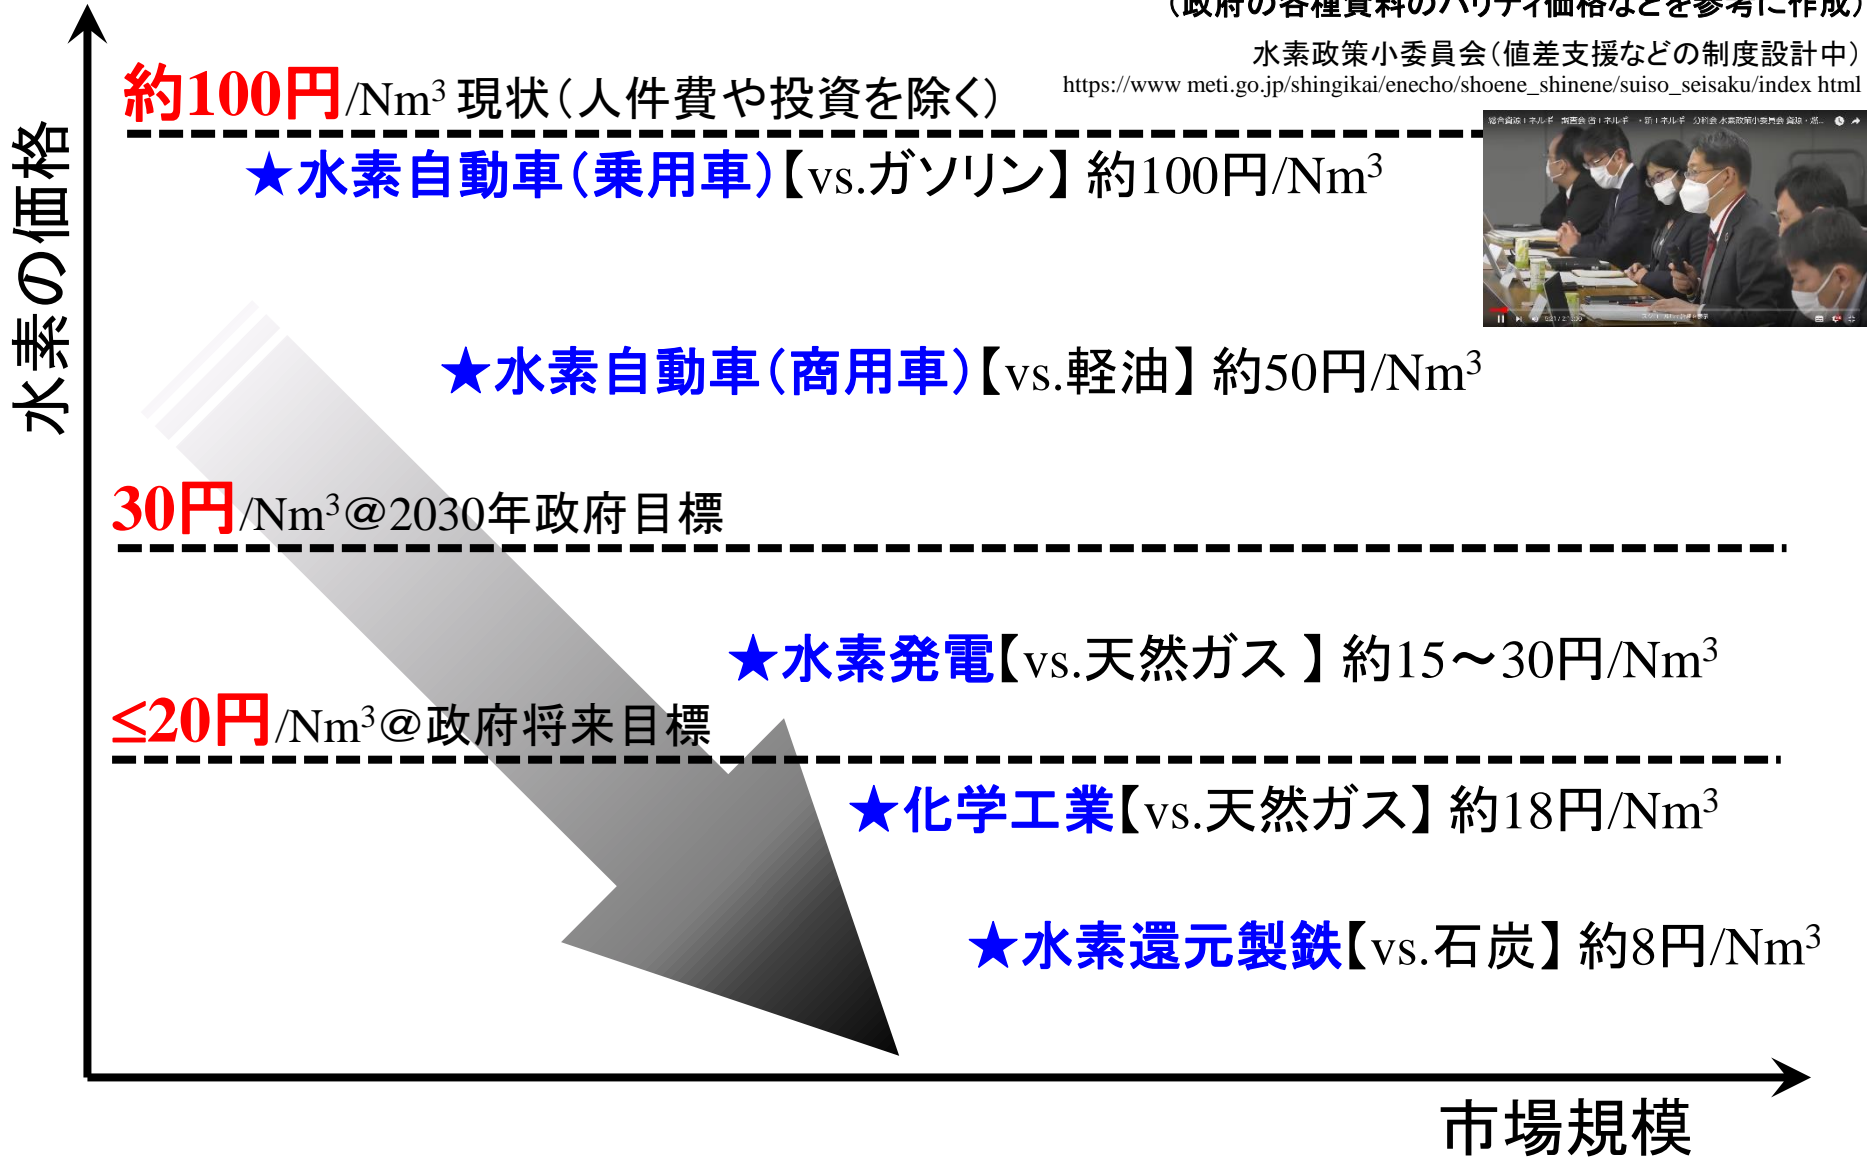 （政府の各種資料のパリティ価格などを参考に作成）
水素政策小委員会（値差支援などの制度設計中）
https://www meti.go.jp/shingikai/enecho/shoene_shinene/suiso_seisaku/index html
約100円/Nm³ 現状（人件費や投資を除く）
★水素自動車（乗用車）【vs.ガソリン】 約100円/Nm³
水素の価格
★水素自動車（商用車）【vs.軽油】 約50円/Nm³
30円/Nm³＠2030年政府目標
★水素発電【vs.天然ガス 】 約15～30円/Nm³
≤20円/Nm³＠政府将来目標
★化学工業【vs.天然ガス】 約18円/Nm³
★水素還元製鉄【vs.石炭】 約8円/Nm³
市場規模